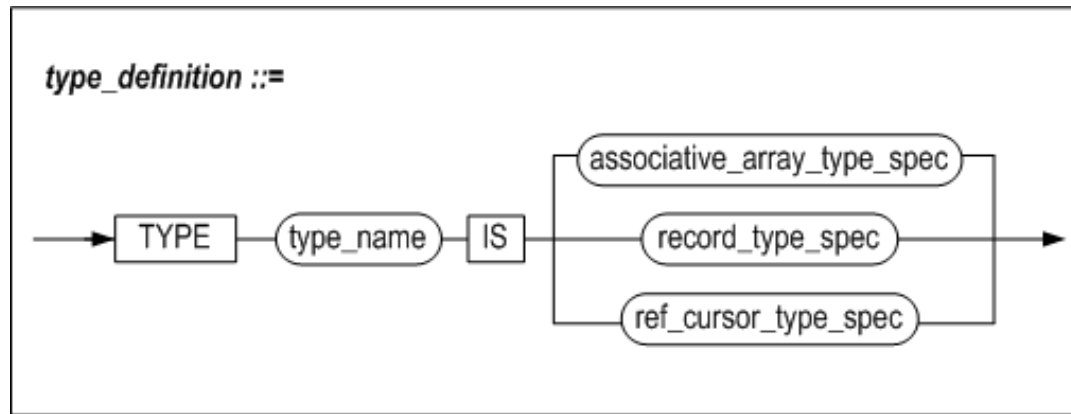 type_definition ::=
associative_array_type_spec
TYPE type_name IS record_type_spec
ref_cursor_type_spec